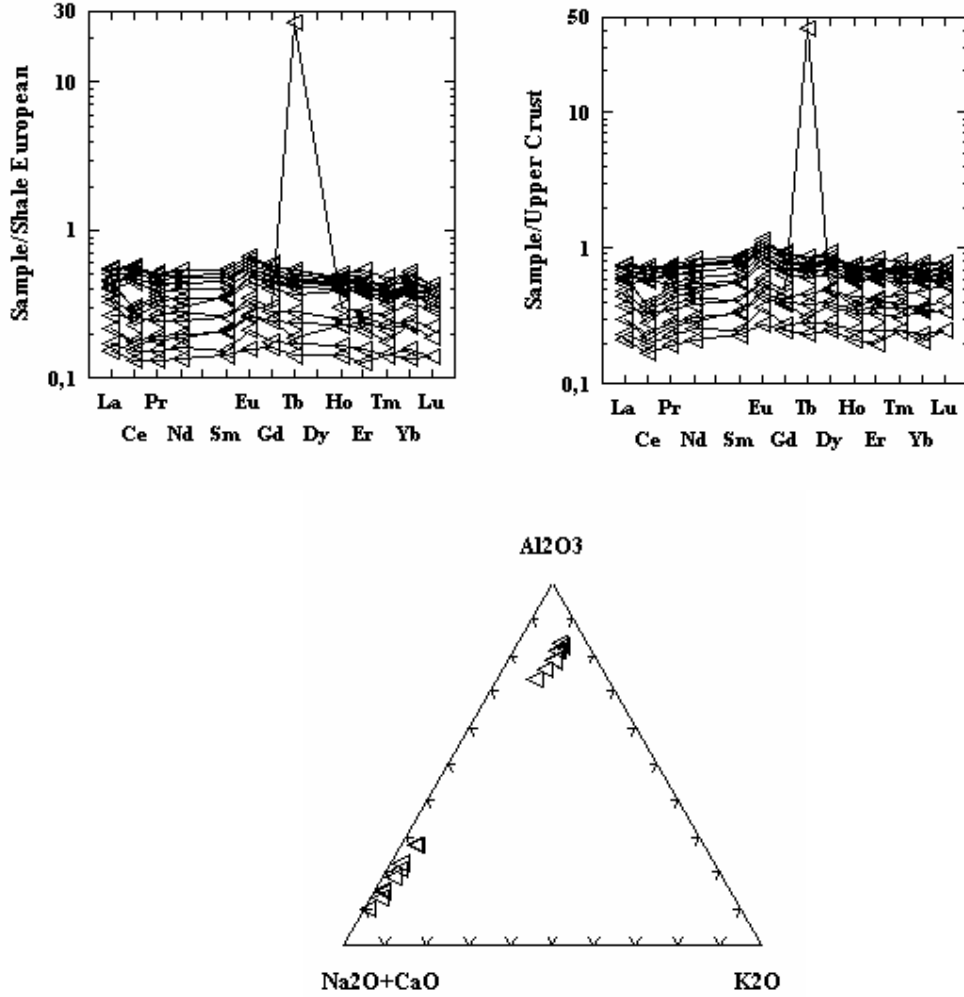 30
10
1
0,1
Sample/Shale European
La Pr Eu Tb Ho Tm Lu
Ce Nd Sm Gd Dy Er Yb
50
10
1
0,1
Sample/Upper Crust
La Pr Eu Tb Ho Tm Lu
Ce Nd Sm Gd Dy Er Yb
Al2O3
Na2O+CaO
K2O